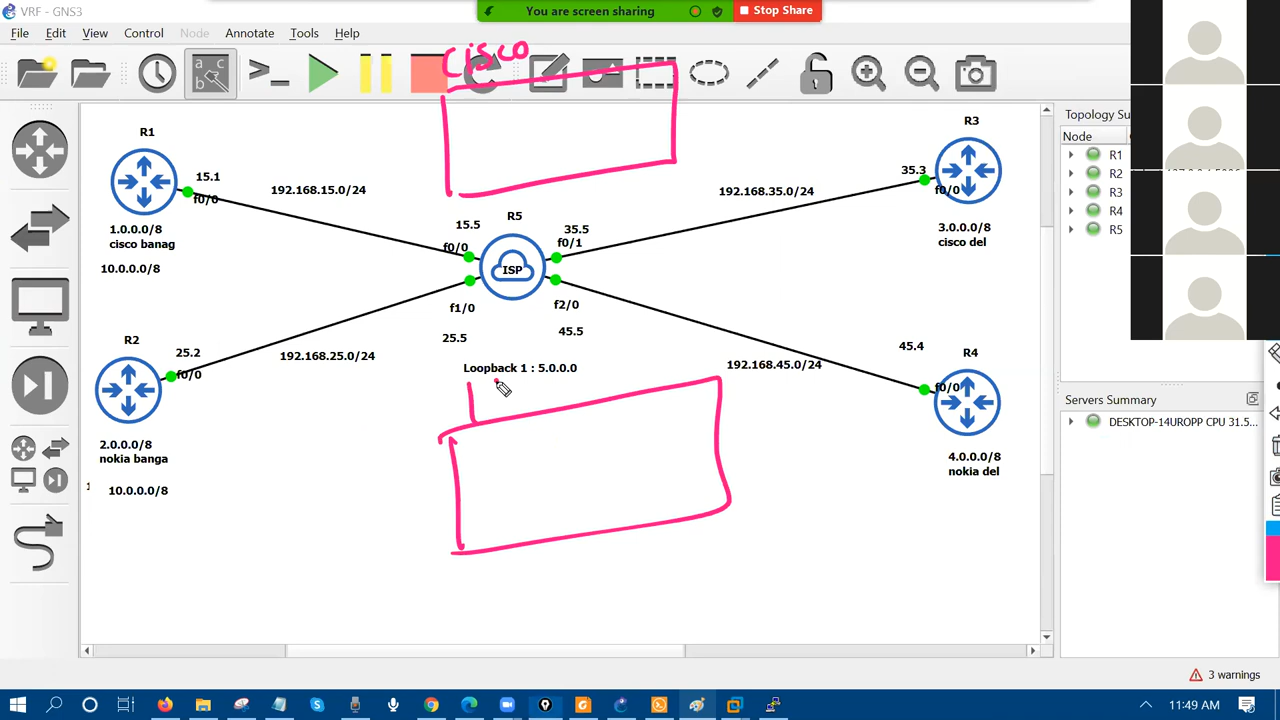 VRF - GNS3
You are screen sharing
Stop Share
File Edit View Control Node Annotate Tools Help
Cisco
a c
b
R1
15.1
f0/0
192.168.15.0/24
1.0.0.0/8
cisco banag
10.0.0.0/8
R3
35.3
f0/0
192.168.35.0/24
3.0.0.0/8
cisco del
R5
15.5
f0/0
35.5
f0/1
ISP
f1/0
f2/0
25.5
45.5
Loopback 1 : 5.0.0.0
R2
25.2
f0/0
192.168.25.0/24
2.0.0.0/8
nokia banga
1
10.0.0.0/8
R4
45.4
f0/0
192.168.45.0/24
4.0.0.0/8
nokia del
Topology Su
Node
R1
R2
R3
R4
R5
Servers Summary
DESKTOP-14UROPP CPU 31.5...
3 warnings
11:49 AM